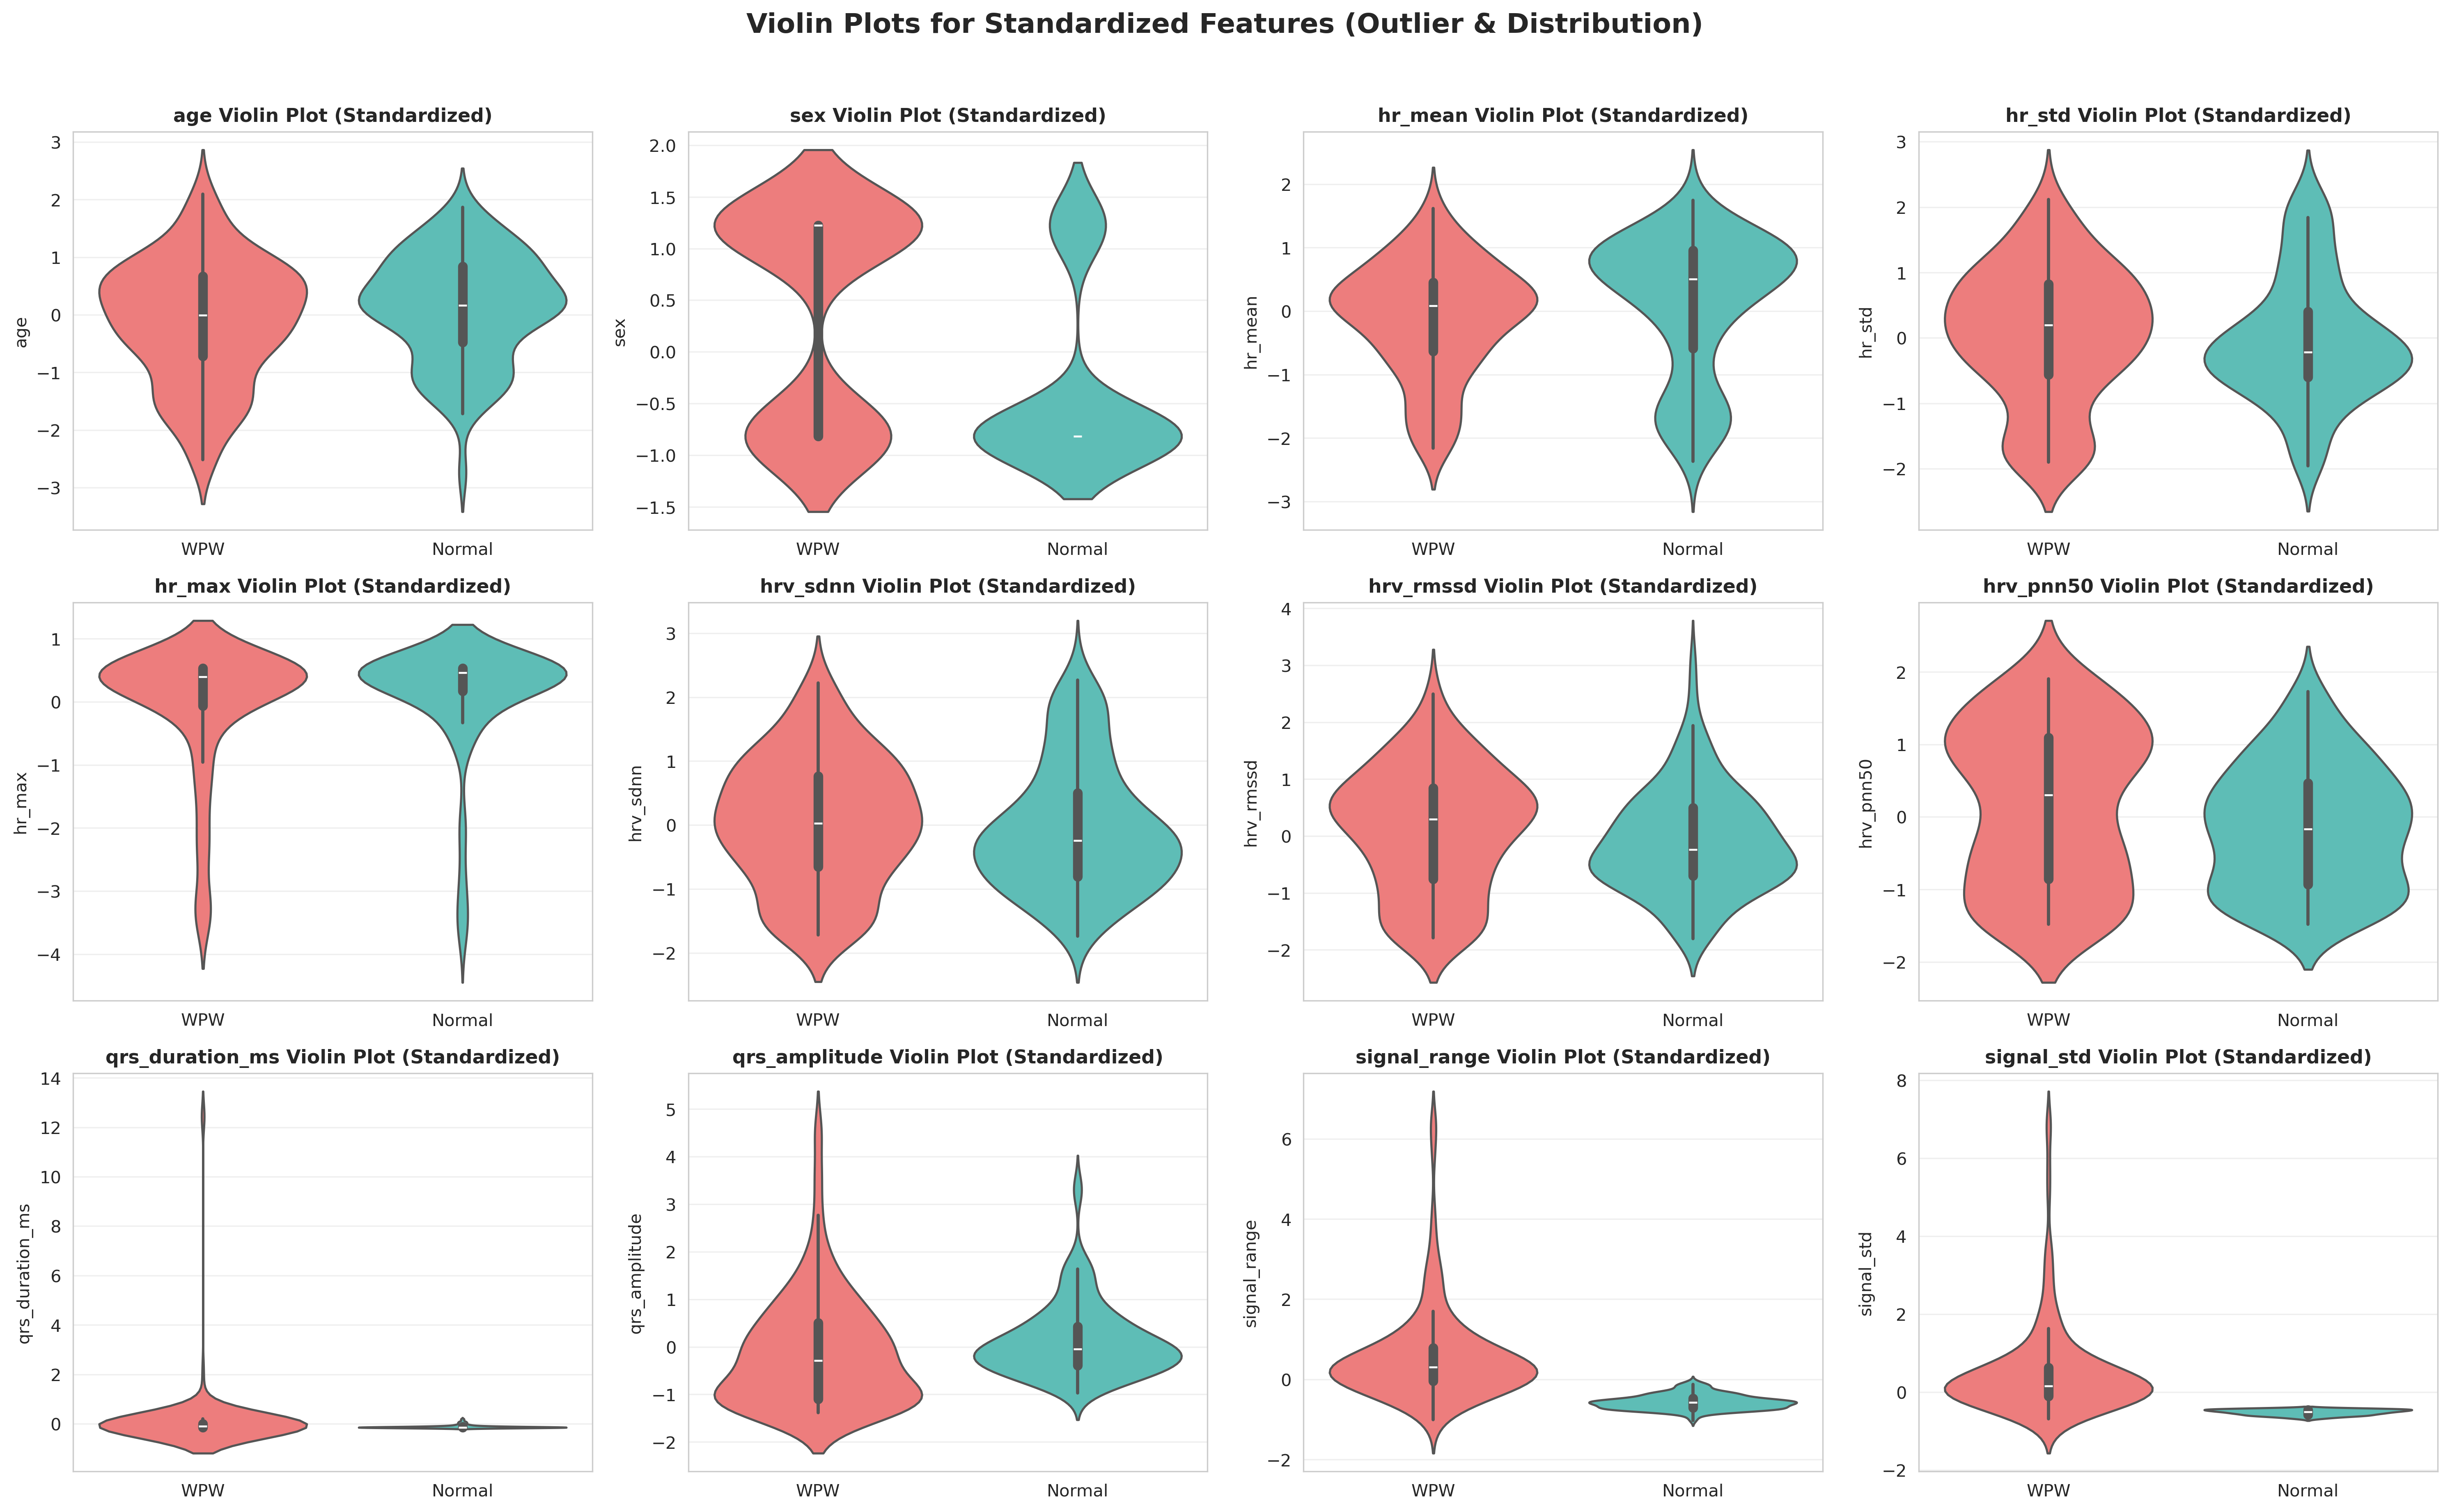 Violin Plots for Standardized Features (Outlier & Distribution)
age Violin Plot (Standardized)
age
3
2
1
0
−1
−2
−3
WPW
Normal
sex Violin Plot (Standardized)
sex
2.0
1.5
1.0
0.5
0.0
−0.5
−1.0
−1.5
WPW
Normal
hr_mean Violin Plot (Standardized)
hr_mean
2
1
0
−1
−2
−3
WPW
Normal
hr_std Violin Plot (Standardized)
hr_std
3
2
1
0
−1
−2
WPW
Normal
hr_max Violin Plot (Standardized)
hr_max
1
0
−1
−2
−3
−4
WPW
Normal
hrv_sdnn Violin Plot (Standardized)
hrv_sdnn
3
2
1
0
−1
−2
WPW
Normal
hrv_rmssd Violin Plot (Standardized)
hrv_rmssd
4
3
2
1
0
−1
−2
WPW
Normal
hrv_pnn50 Violin Plot (Standardized)
hrv_pnn50
2
1
0
−1
−2
WPW
Normal
qrs_duration_ms Violin Plot (Standardized)
qrs_duration_ms
14
12
10
8
6
4
2
0
WPW
Normal
qrs_amplitude Violin Plot (Standardized)
qrs_amplitude
5
4
3
2
1
0
−1
−2
WPW
Normal
signal_range Violin Plot (Standardized)
signal_range
6
4
2
0
−2
WPW
Normal
signal_std Violin Plot (Standardized)
signal_std
8
6
4
2
0
−2
WPW
Normal